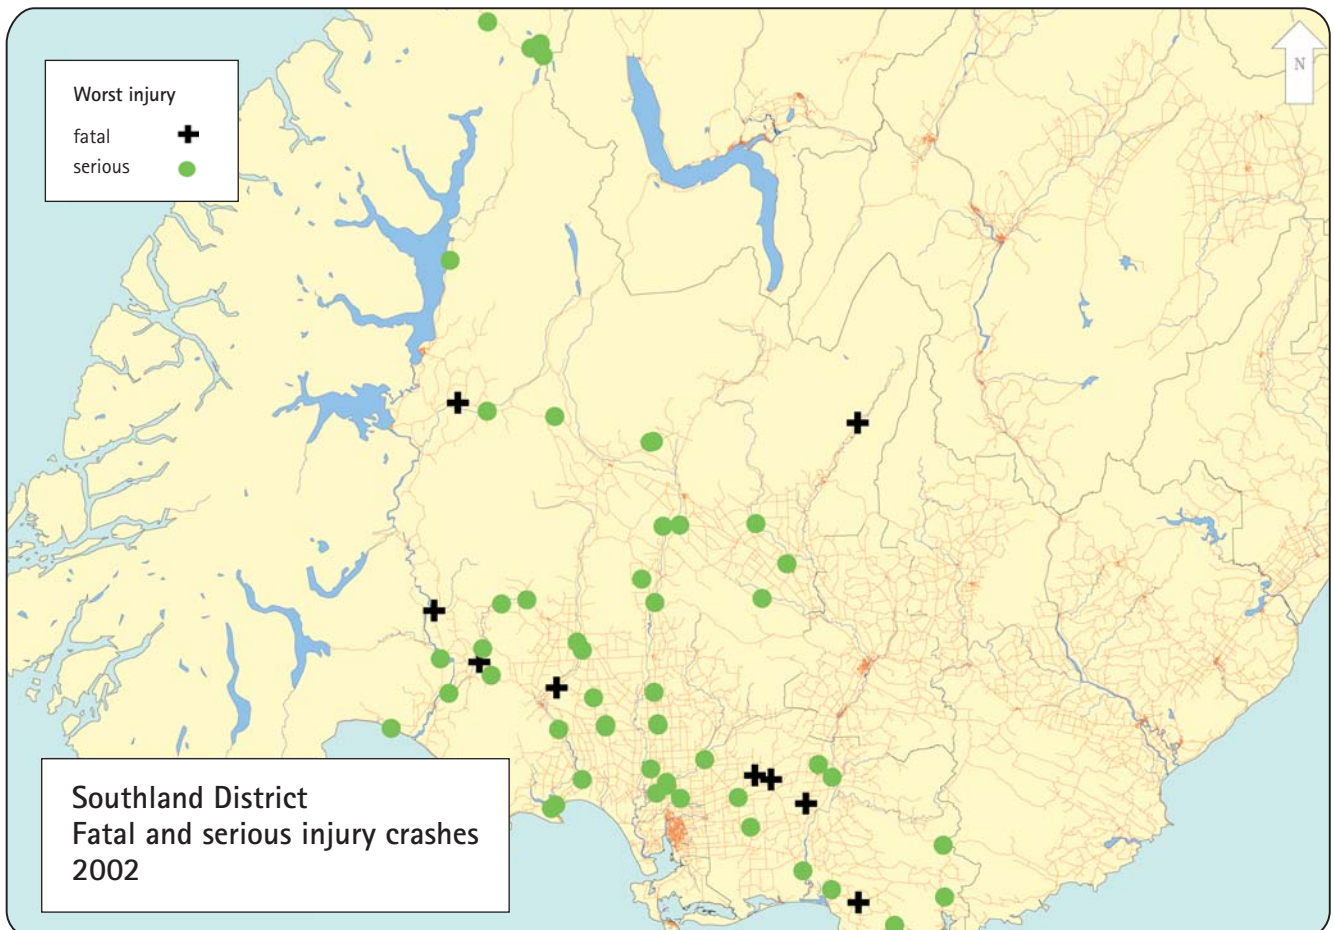 Worst injury
fatal
serious
N
Southland District
Fatal and serious injury crashes
2002